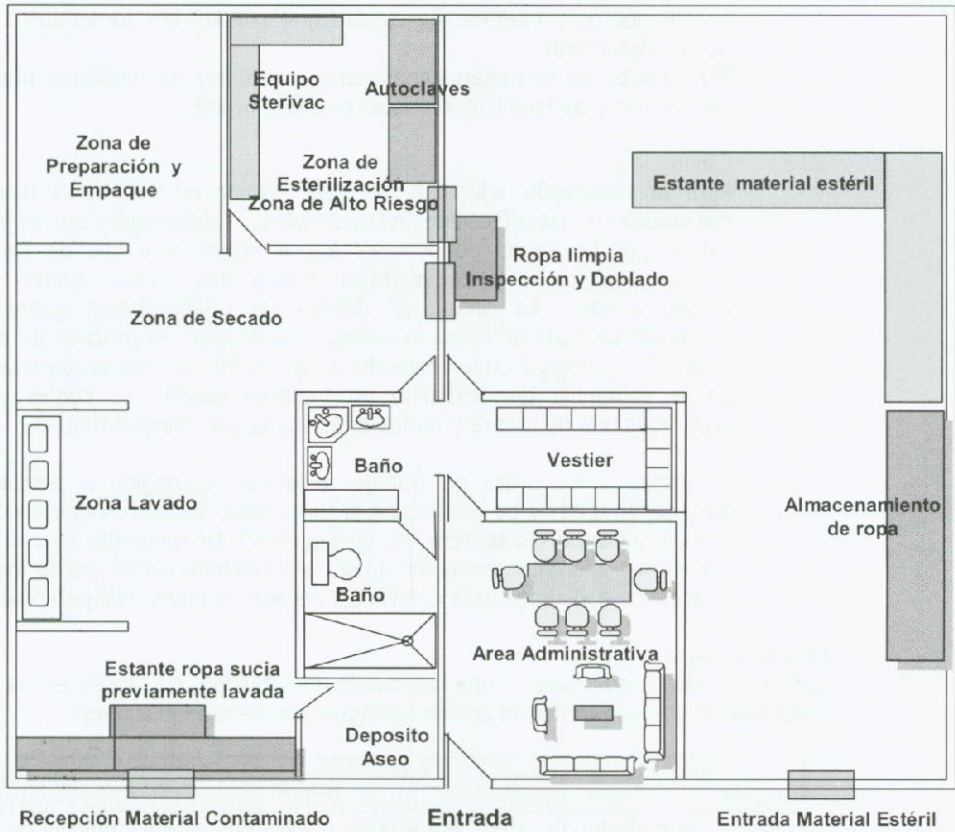 Equipo
Sterivac
Autoclaves
Zona de
Preparación y
Empaque
Zona de
Esterilización
Zona de Alto Riesgo
Estante material estéril
Ropa limpia
Inspección y Doblado
Zona de Secado
Baño
Vestier
Zona Lavado
Almacenamiento
de ropa
Baño
Area Administrativa
Estante ropa sucia
previamente lavada
Deposito
Aseo
Recepción Material Contaminado
Entrada
Entrada Material Estéril